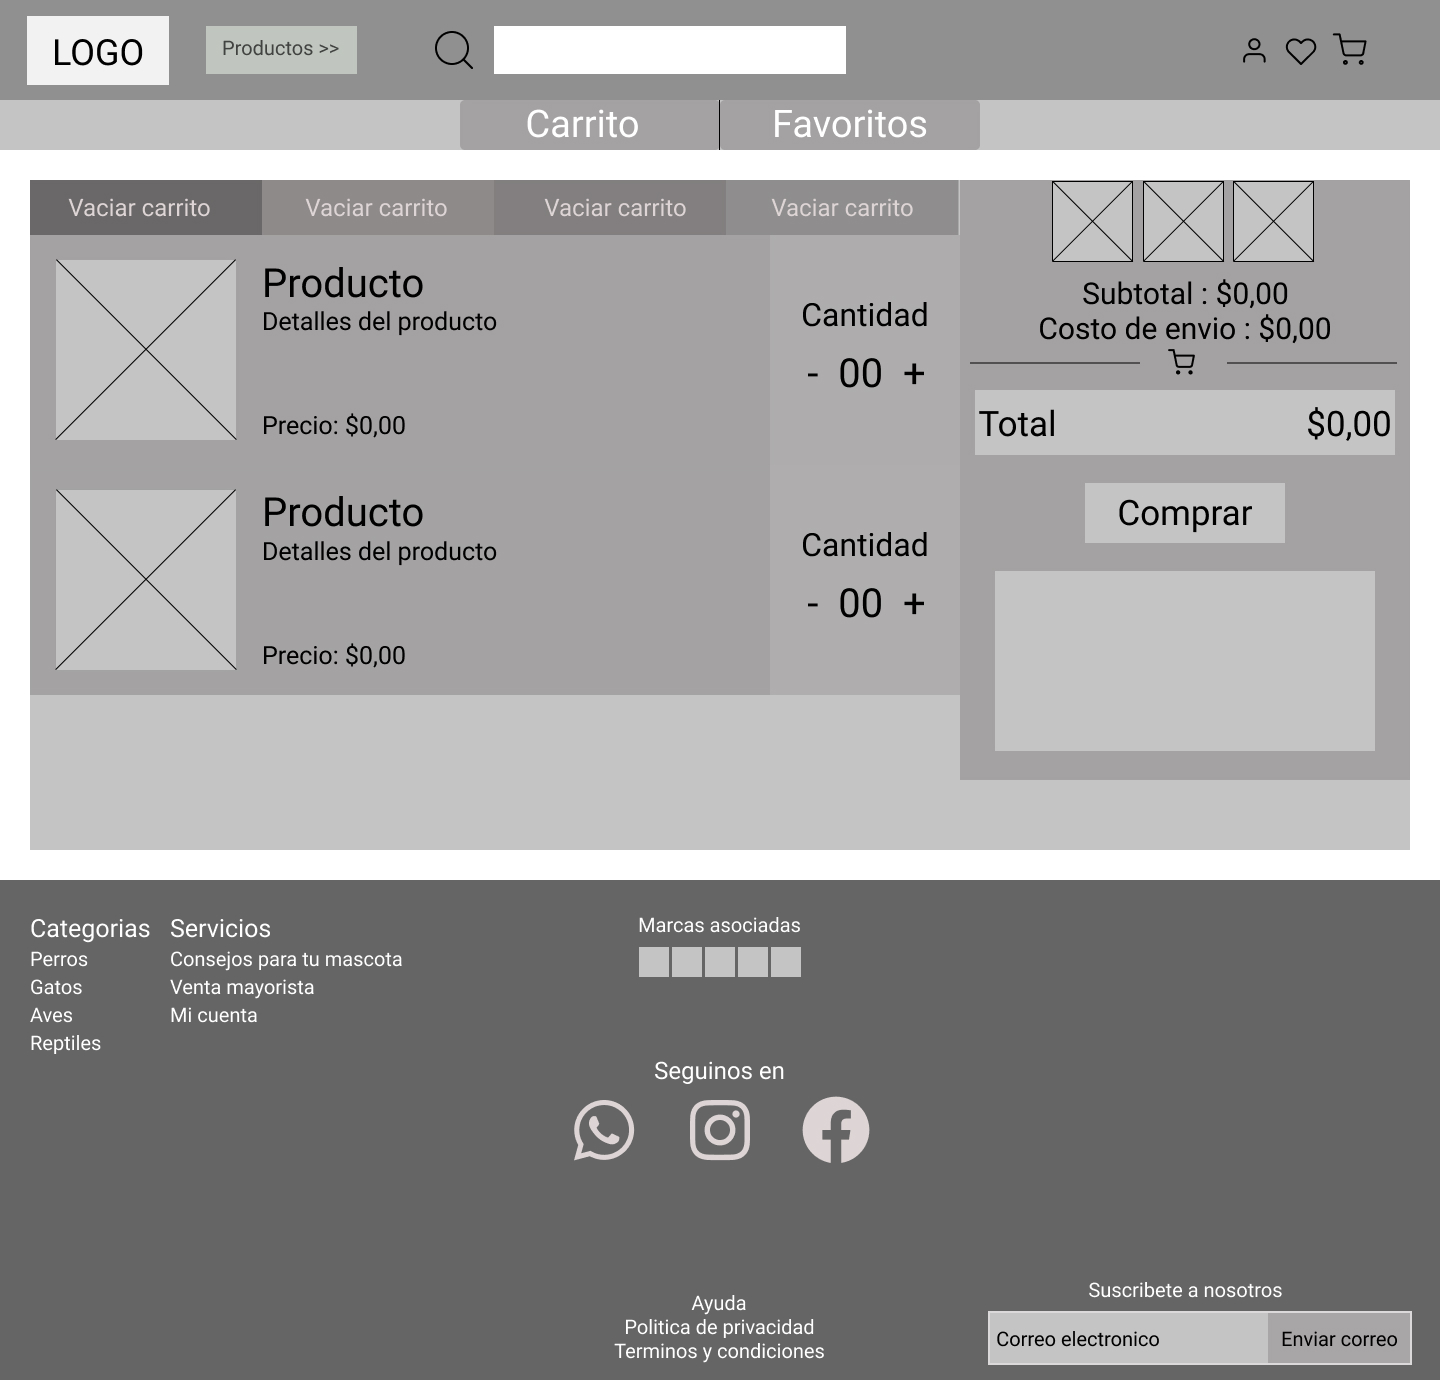 LOGO
Productos >>
Carrito
Favoritos
Vaciar carrito
Vaciar carrito
Vaciar carrito
Vaciar carrito
Producto
Detalles del producto
Precio: $0,00
Cantidad
- 00 +
Producto
Detalles del producto
Precio: $0,00
Cantidad
- 00 +
Subtotal : $0,00
Costo de envio : $0,00
Total $0,00
Comprar
Categorias
Perros
Gatos
Aves
Reptiles
Servicios
Consejos para tu mascota
Venta mayorista
Mi cuenta
Marcas asociadas
Seguinos en
Ayuda
Politica de privacidad
Terminos y condiciones
Suscribete a nosotros
Correo electronico
Enviar correo